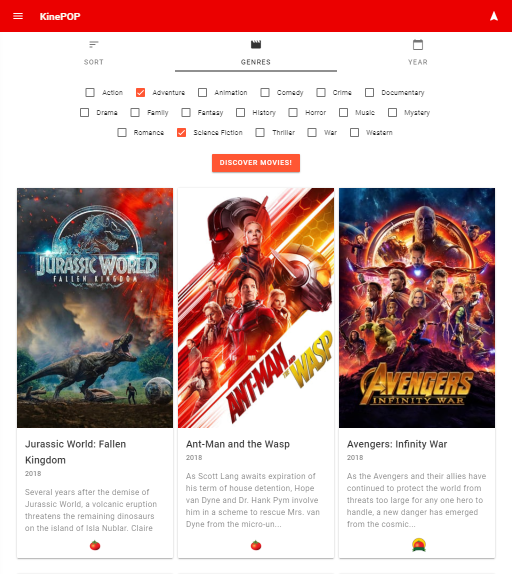 KinePOP
SORT
GENRES
YEAR
Action Adventure Animation Comedy Crime Documentary
Drama Family Fantasy History Horror Music Mystery
Romance Science Fiction Thriller War Western
DISCOVER MOVIES!
JURASSIC WORLD
FALLEN KINGDOM
ANT-MAN
WASP
AVENGERS
INFINITY WAR
Jurassic World: Fallen
Kingdom
2018
Several years after the demise of
Jurassic World, a volcanic eruption
threatens the remaining dinosaurs
on the island of Isla Nublar. Claire
Ant-Man and the Wasp
2018
As Scott Lang awaits expiration of
his term of house detention, Hope
van Dyne and Dr. Hank Pym involve
him in a scheme to rescue Mrs. van
Dyne from the micro-un...
Avengers: Infinity War
2018
As the Avengers and their allies have
continued to protect the world from
threats too large for any one hero to
handle, a new danger has emerged
from the cosmic...